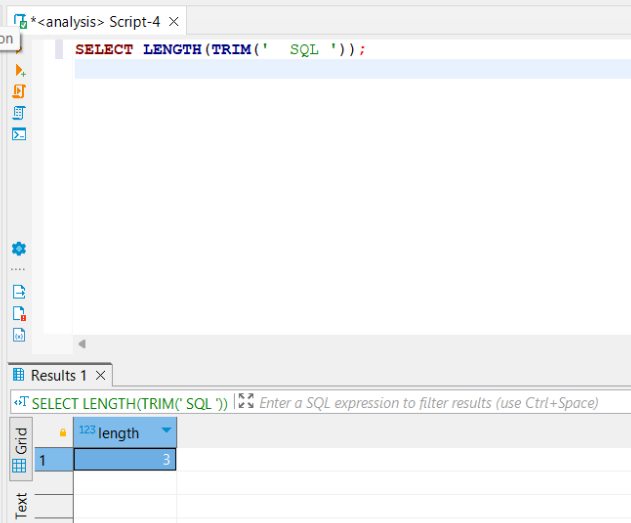 *<analysis> Script-4
on
SELECT LENGTH(TRIM('  SQL '));
Results 1
SELECT LENGTH(TRIM(' SQL '))
Enter a SQL expression to filter results (use Ctrl+Space)
Grid
123 length
1
3
Text